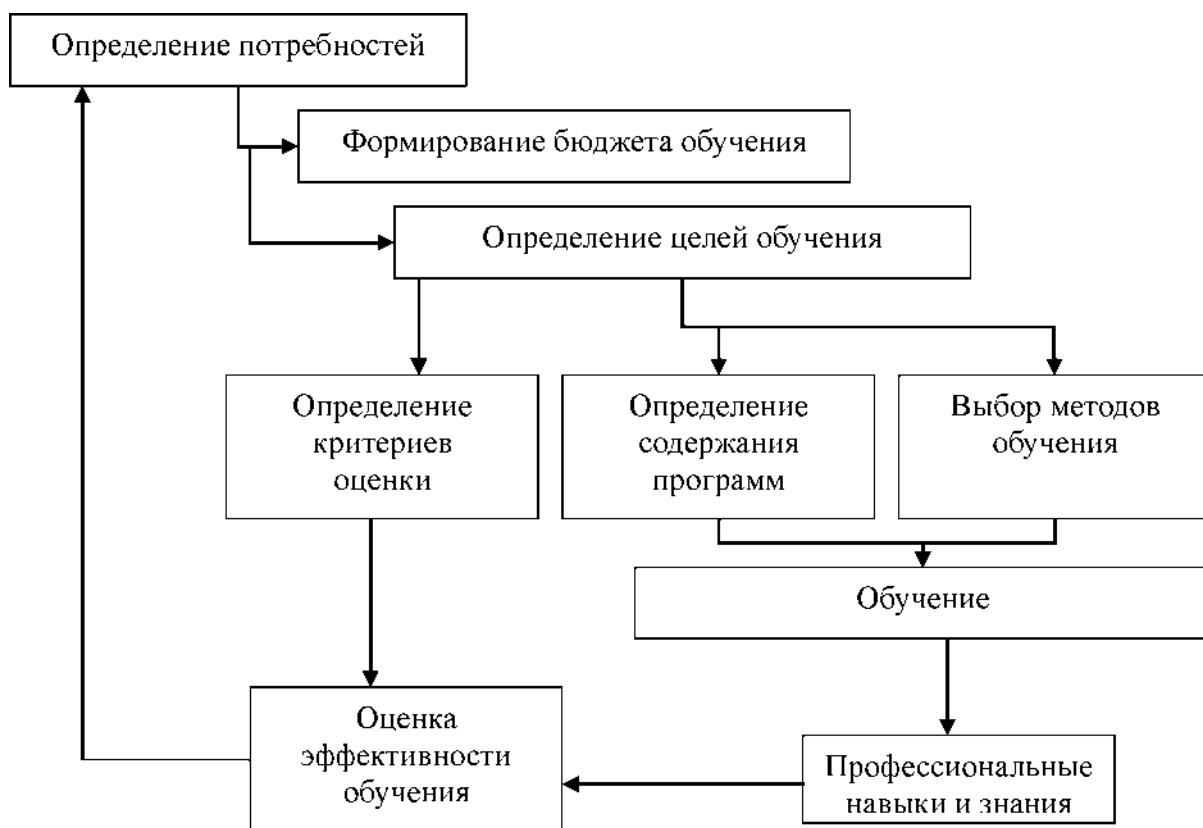 Определение потребностей
Формирование бюджета обучения
Определение целей обучения
Определение
критериев
оценки
Определение
содержания
программ
Выбор методов
обучения
Обучение
Оценка
эффективности
обучения
Профессиональные
навыки и знания